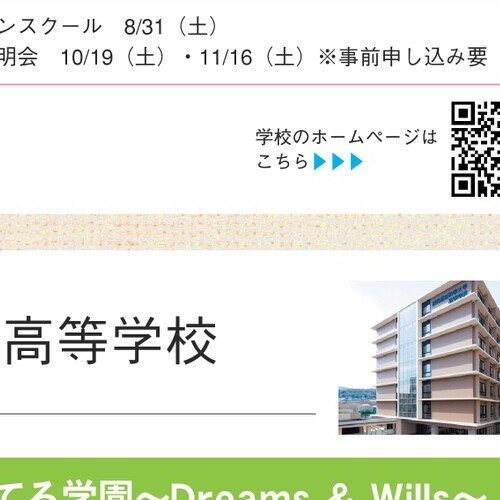 ンスクール 8/31（土）
明会 10/19（土）・11/16（土）※事前申し込み要
学校のホームページは
こちら▶▶▶
高等学校
てる学園～Dreams & Wills～